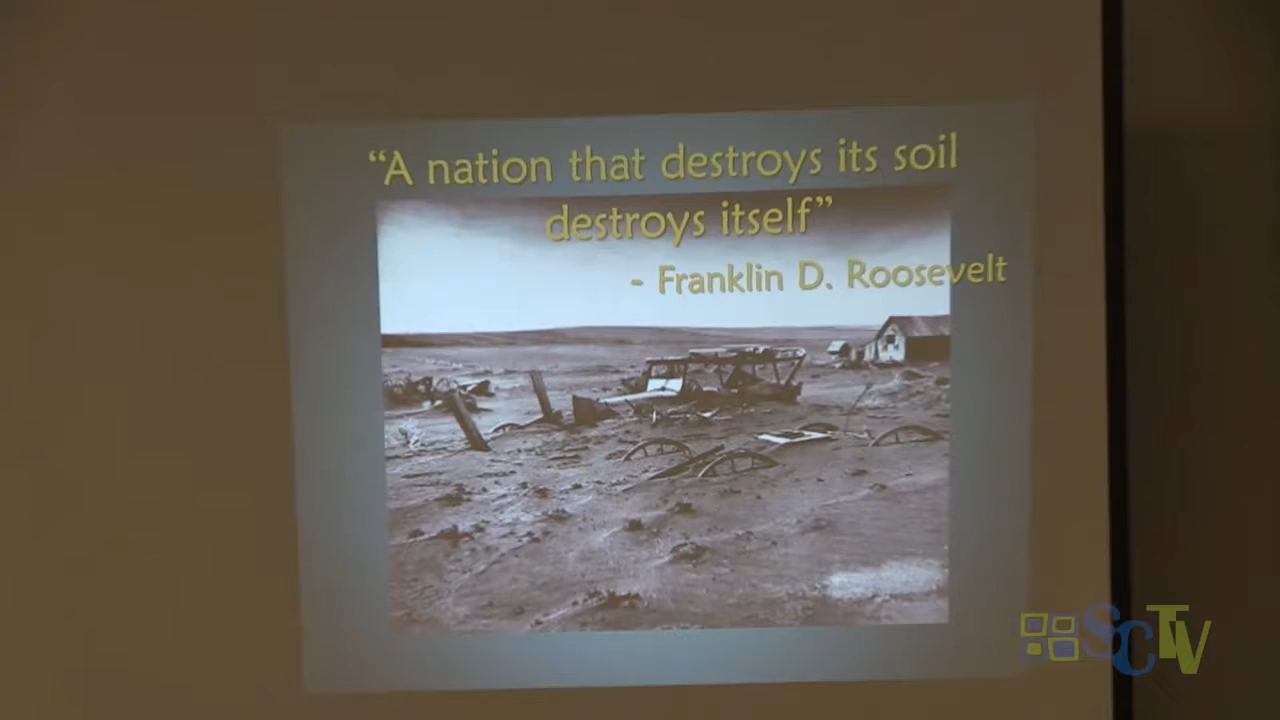 “A nation that destroys its soil
destroys itself”
- Franklin D. Roosevelt
SCTV